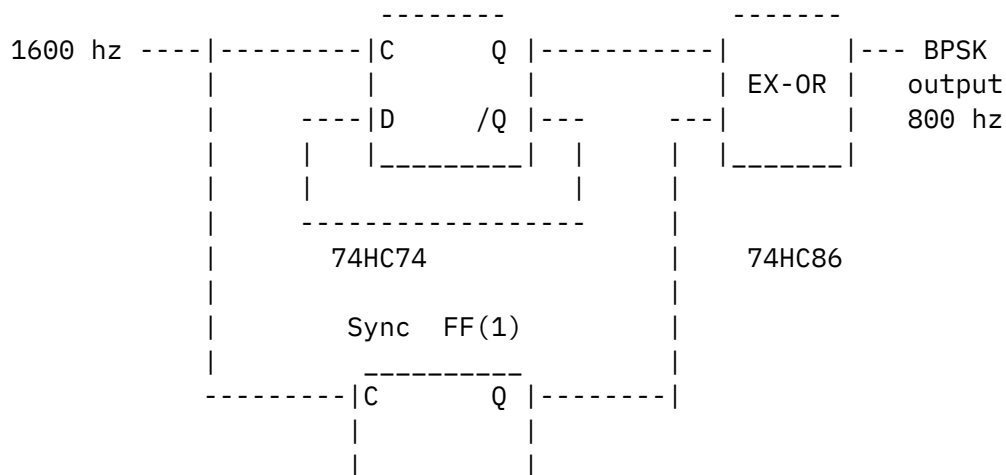 1600 hz C Q BPSK
EX-OR output
D /Q 800 hz
74HC74 74HC86
Sync FF(1)
C Q